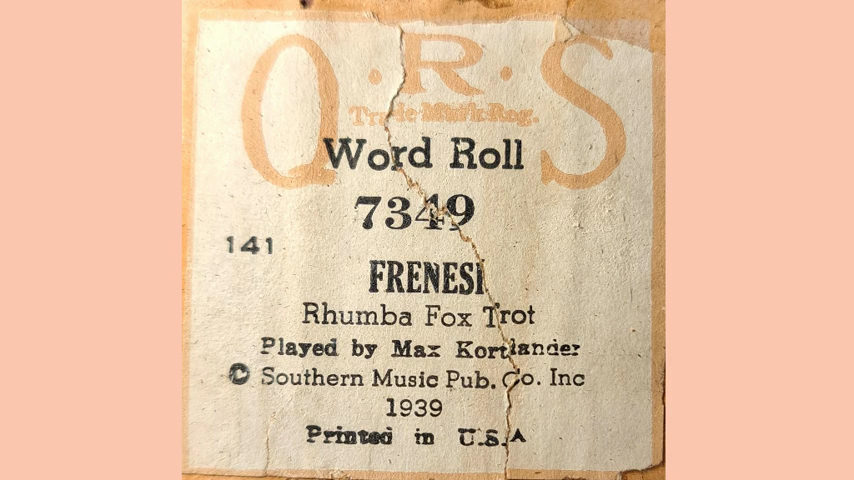 Q·R·S
Trade Mark Reg.
Word Roll
7349
141
FRENESI
Rhumba Fox Trot
Played by Max Kortlander
© Southern Music Pub. Co. Inc
1939
Printed in U.S.A